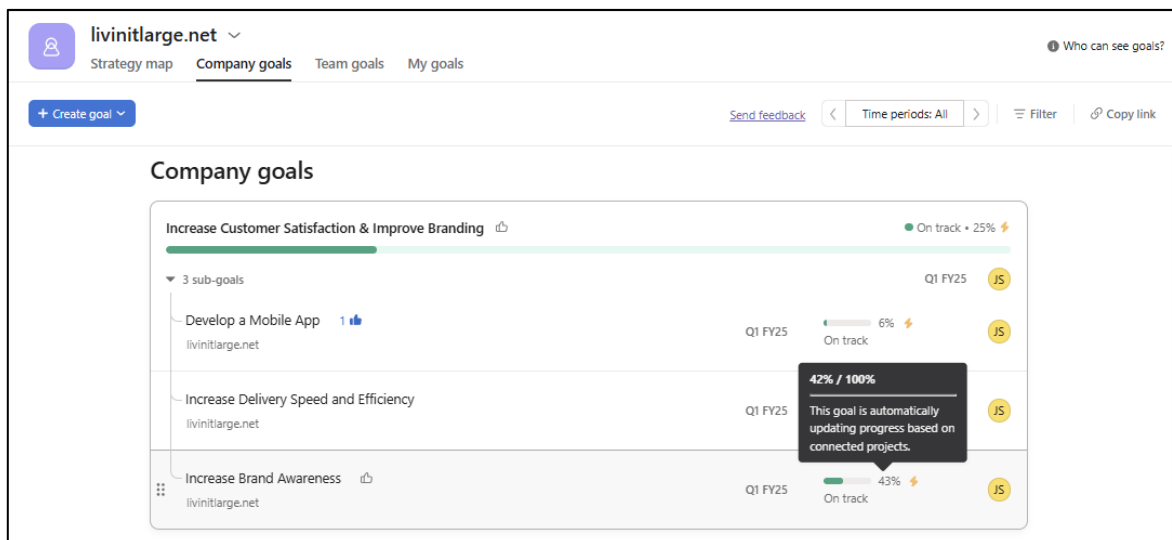 livinitlarge.net
Who can see goals?
Strategy map Company goals Team goals My goals
+ Create goal
Send feedback Time periods: All Filter Copy link
Company goals
Increase Customer Satisfaction & Improve Branding On track • 25%
3 sub-goals Q1 FY25 JS
Develop a Mobile App 1
livinitlarge.net
Q1 FY25 6% JS
On track
42% / 100%
This goal is automatically
updating progress based on
connected projects.
Increase Delivery Speed and Efficiency
livinitlarge.net
Q1 FY25 JS
Increase Brand Awareness
livinitlarge.net
Q1 FY25 43% JS
On track